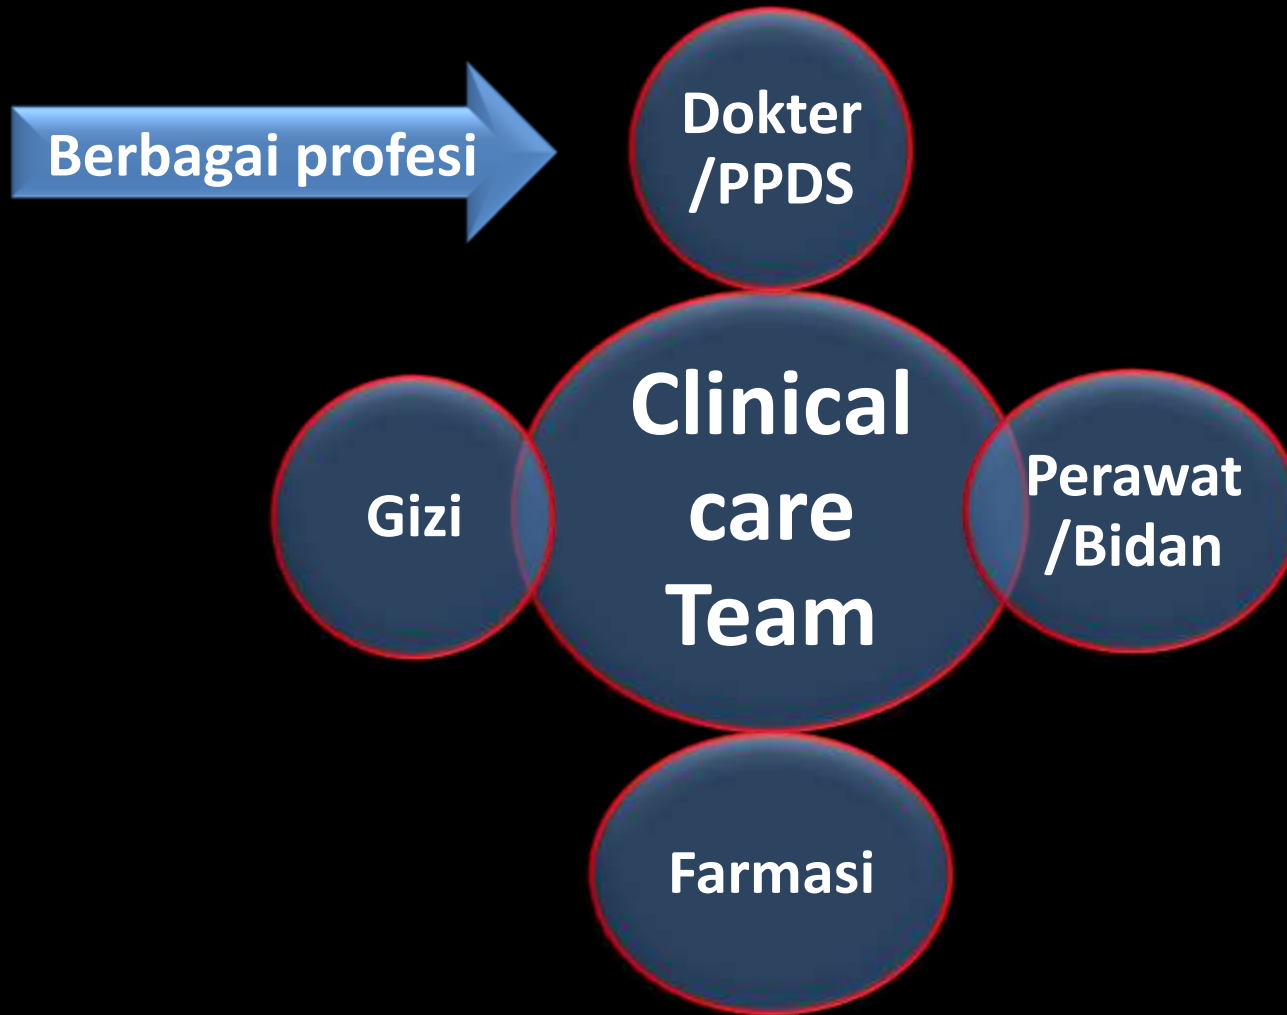 Berbagai profesi
Dokter
/PPDS
Clinical
care
Team
Gizi
Perawat
/Bidan
Farmasi